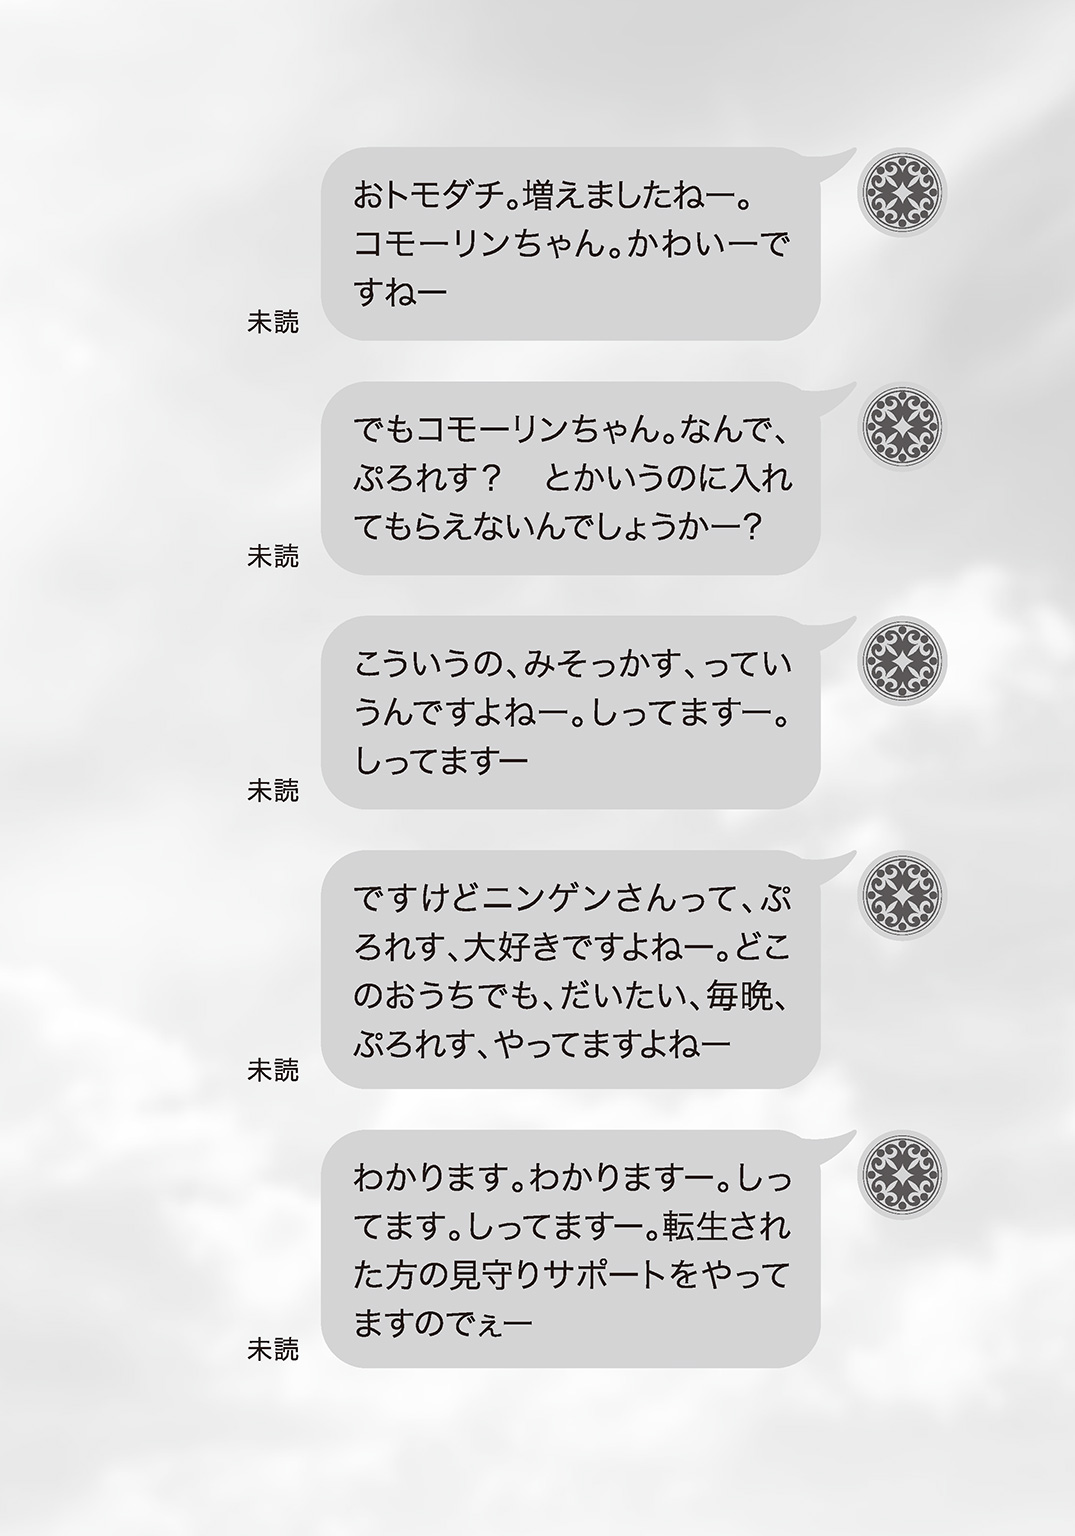 おトモダチ。増えましたねー。
コモーリンちゃん。かわいーで
すねー
未読
でもコモーリンちゃん。なんで、
ぷろれす？　とかいうのに入れ
てもらえないんでしょうかー？
未読
こういうの、みそっかす、ってい
うんですよねー。しってますー。
しってますー
未読
ですけどニンゲンさんって、ぷ
ろれす、大好きですよねー。どこ
のおうちでも、だいたい、毎晩、
ぷろれす、やってますよねー
未読
わかります。わかりますー。しっ
てます。しってますー。転生され
た方の見守りサポートをやって
ますのでぇー
未読